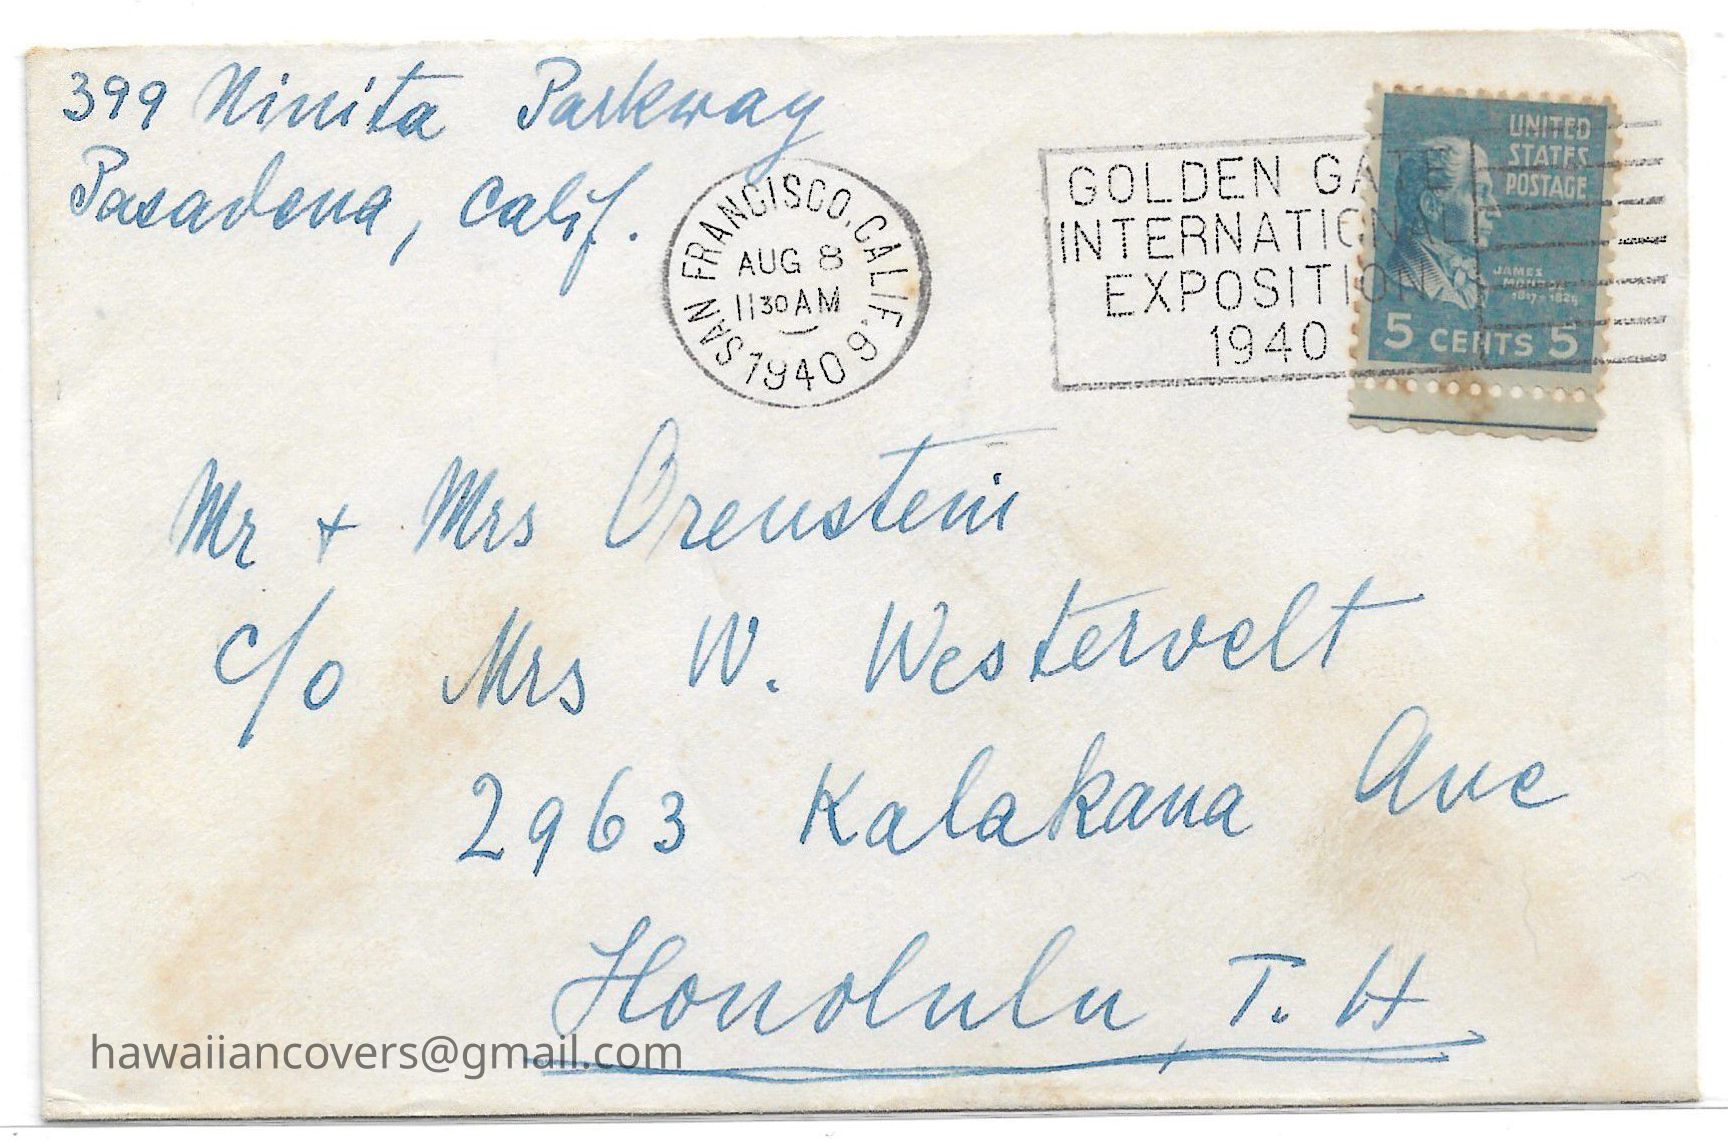 399 Ninita Parkway
Pasadena, Calif.
SAN FRANCISCO, CALIF. 9
AUG 8
11 30 AM
1940
GOLDEN GATE
INTERNATIONAL
EXPOSITION
1940
UNITED
STATES
POSTAGE
JAMES
MONROE
1817-1825
5 CENTS 5
Mr + Mrs Orenstein
c/o Mrs W. Westervelt
2963 Kalakaua Ave
Honolulu, T. H
hawaiiancovers@gmail.com